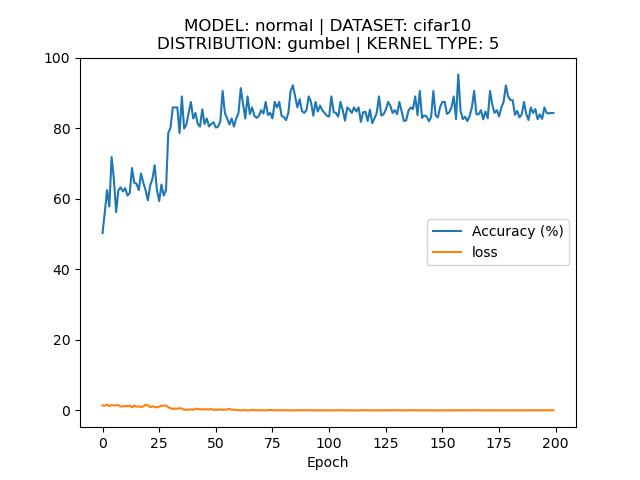 MODEL: normal | DATASET: cifar10
DISTRIBUTION: gumbel | KERNEL TYPE: 5
100
80
60
40
20
0
Accuracy (%)
loss
0 25 50 75 100 125 150 175 200
Epoch